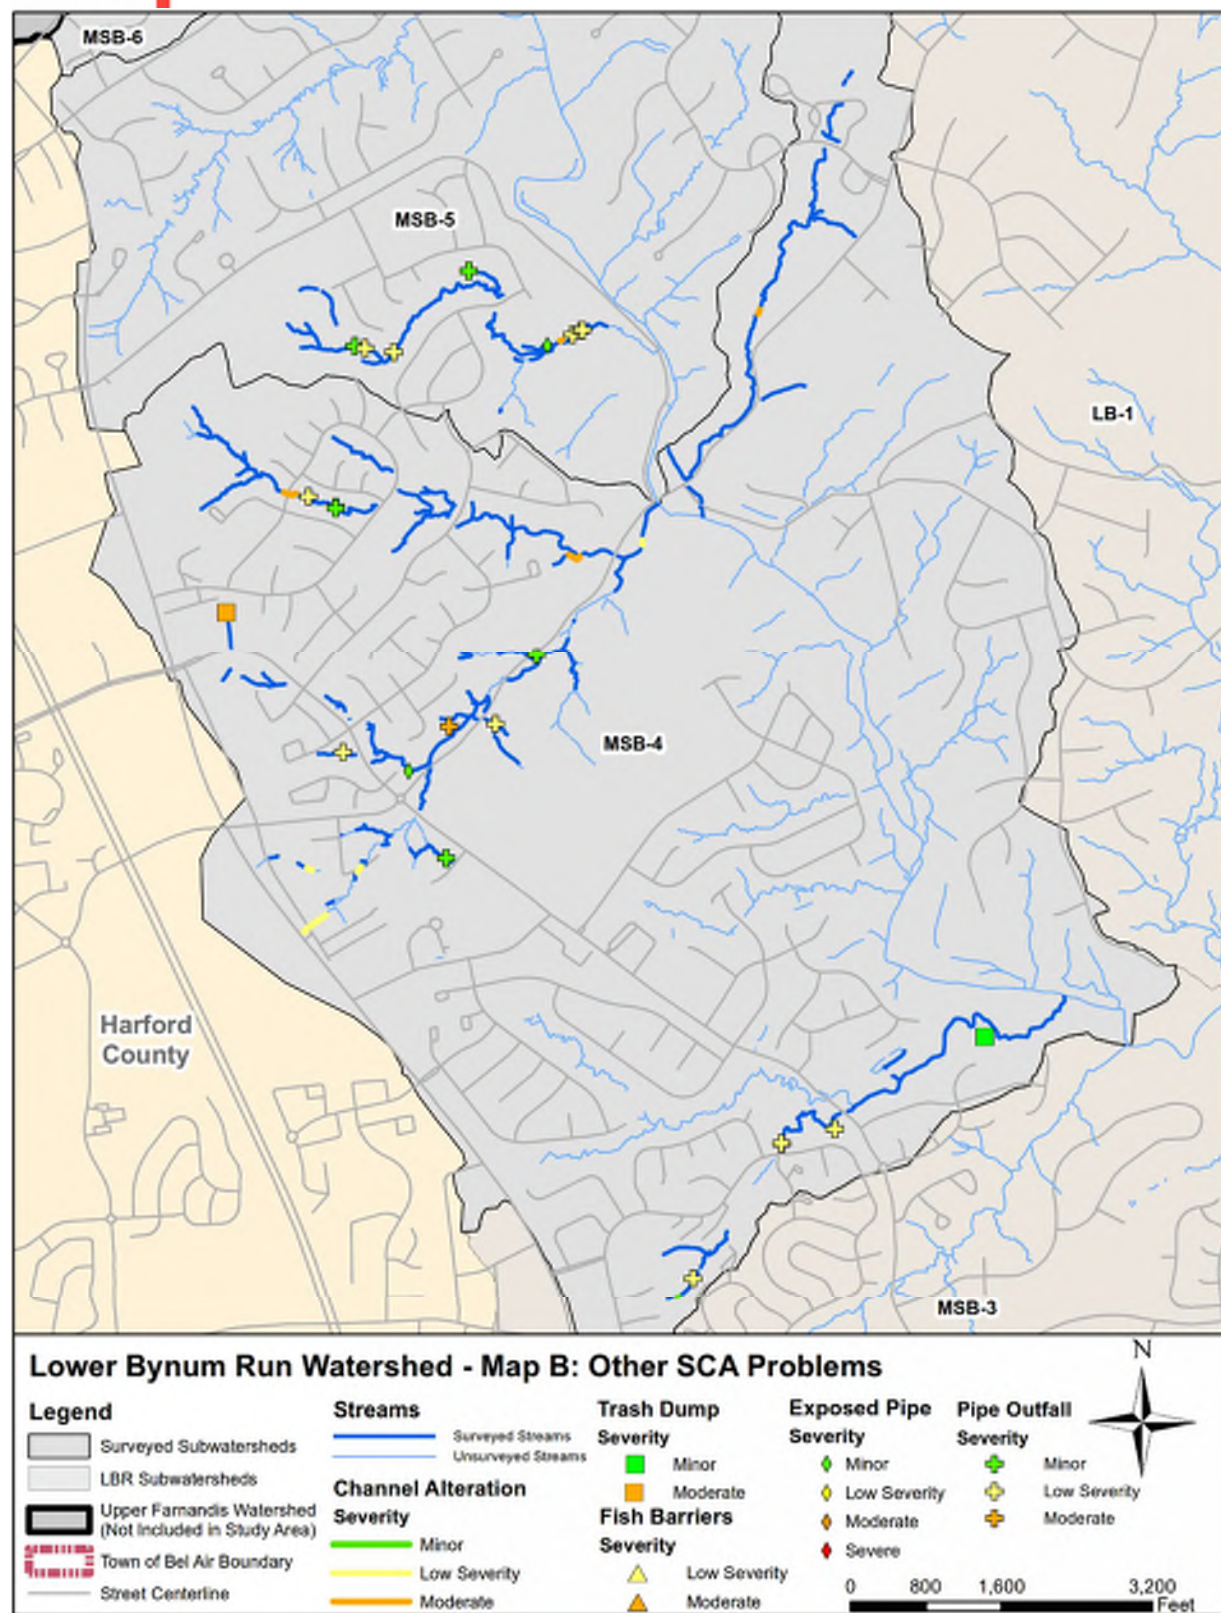 MSB-6
MSB-5
LB-1
MSB-4
Harford
County
MSB-3
Lower Bynum Run Watershed - Map B: Other SCA Problems
N
Legend
Surveyed Subwatersheds
LBR Subwatersheds
Upper Farnandis Watershed
(Not Included in Study Area)
Town of Bel Air Boundary
Street Centerline
Streams
Surveyed Streams
Unsurveyed Streams
Channel Alteration
Severity
Minor
Low Severity
Moderate
Trash Dump
Severity
Minor
Moderate
Fish Barriers
Severity
Low Severity
Moderate
Exposed Pipe
Severity
Minor
Low Severity
Moderate
Severe
Pipe Outfall
Severity
Minor
Low Severity
Moderate
0 800 1,600 3,200
Feet